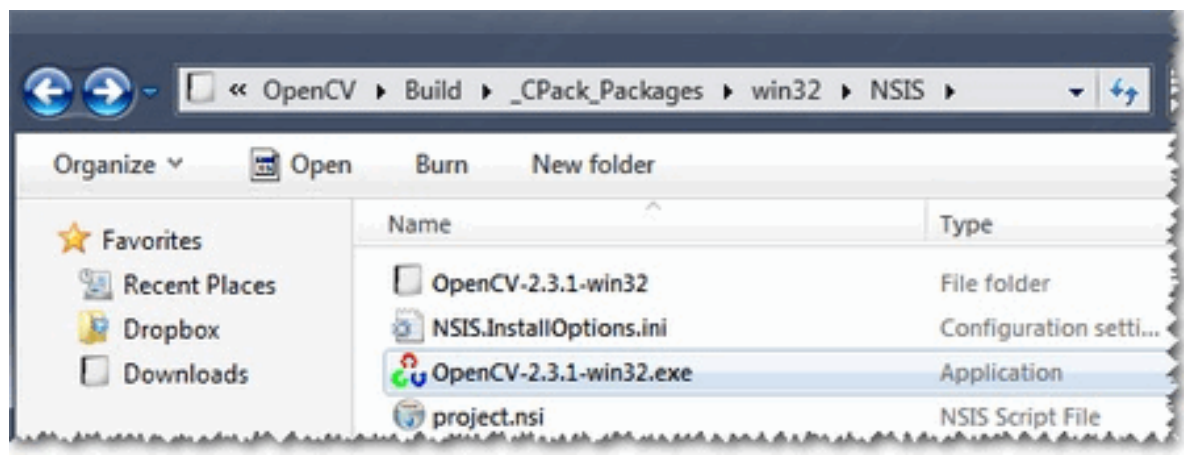 « OpenCV ▸ Build ▸ _CPack_Packages ▸ win32 ▸ NSIS ▸
Organize Open Burn New folder
Name Type
Favorites
Recent Places
Dropbox
Downloads
OpenCV-2.3.1-win32 File folder
NSIS.InstallOptions.ini Configuration setti...
OpenCV-2.3.1-win32.exe Application
project.nsi NSIS Script File